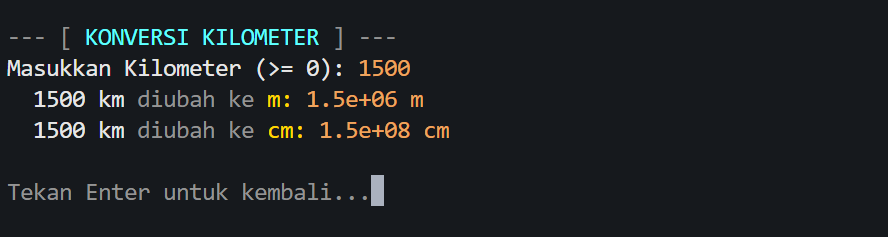 --- [ KONVERSI KILOMETER ] ---
Masukkan Kilometer (>= 0): 1500
1500 km diubah ke m: 1.5e+06 m
1500 km diubah ke cm: 1.5e+08 cm
Tekan Enter untuk kembali...